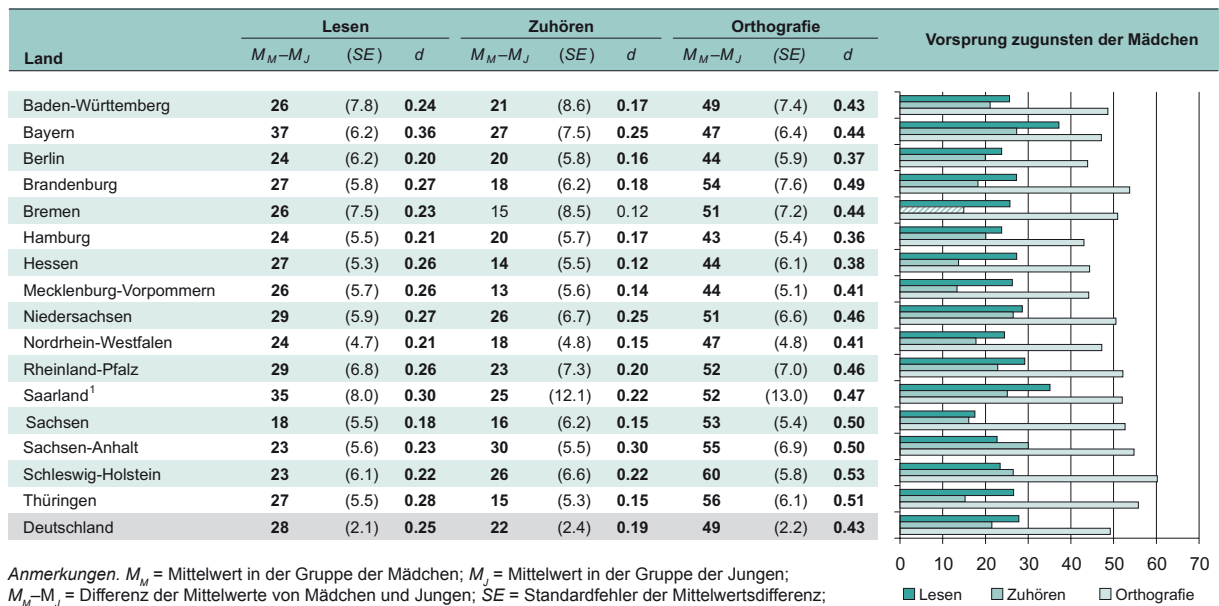 Lesen Zuhören Orthografie Vorsprung zugunsten der Mädchen
Land M_M–M_J (SE) d M_M–M_J (SE) d M_M–M_J (SE) d
Baden-Württemberg 26 (7.8) 0.24 21 (8.6) 0.17 49 (7.4) 0.43
Bayern 37 (6.2) 0.36 27 (7.5) 0.25 47 (6.4) 0.44
Berlin 24 (6.2) 0.20 20 (5.8) 0.16 44 (5.9) 0.37
Brandenburg 27 (5.8) 0.27 18 (6.2) 0.18 54 (7.6) 0.49
Bremen 26 (7.5) 0.23 15 (8.5) 0.12 51 (7.2) 0.44
Hamburg 24 (5.5) 0.21 20 (5.7) 0.17 43 (5.4) 0.36
Hessen 27 (5.3) 0.26 14 (5.5) 0.12 44 (6.1) 0.38
Mecklenburg-Vorpommern 26 (5.7) 0.26 13 (5.6) 0.14 44 (5.1) 0.41
Niedersachsen 29 (5.9) 0.27 26 (6.7) 0.25 51 (6.6) 0.46
Nordrhein-Westfalen 24 (4.7) 0.21 18 (4.8) 0.15 47 (4.8) 0.41
Rheinland-Pfalz 29 (6.8) 0.26 23 (7.3) 0.20 52 (7.0) 0.46
Saarland¹ 35 (8.0) 0.30 25 (12.1) 0.22 52 (13.0) 0.47
Sachsen 18 (5.5) 0.18 16 (6.2) 0.15 53 (5.4) 0.50
Sachsen-Anhalt 23 (5.6) 0.23 30 (5.5) 0.30 55 (6.9) 0.50
Schleswig-Holstein 23 (6.1) 0.22 26 (6.6) 0.22 60 (5.8) 0.53
Thüringen 27 (5.5) 0.28 15 (5.3) 0.15 56 (6.1) 0.51
Deutschland 28 (2.1) 0.25 22 (2.4) 0.19 49 (2.2) 0.43
0 10 20 30 40 50 60 70
Lesen Zuhören Orthografie
Anmerkungen. M_M = Mittelwert in der Gruppe der Mädchen; M_J = Mittelwert in der Gruppe der Jungen;
M_M–M_J = Differenz der Mittelwerte von Mädchen und Jungen; SE = Standardfehler der Mittelwertsdifferenz;